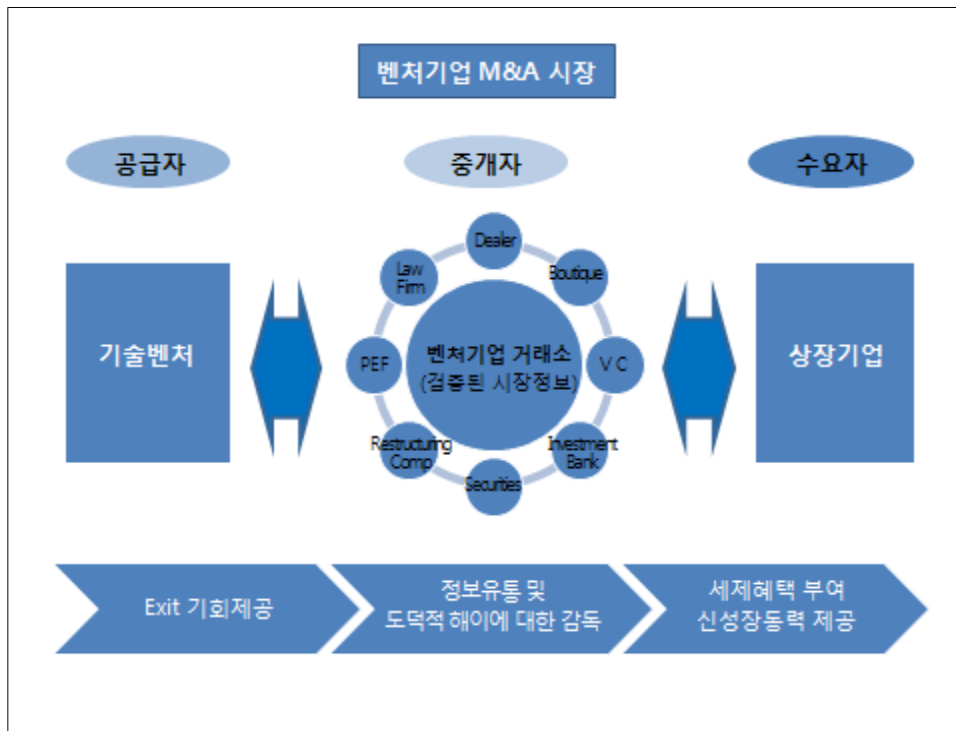 벤처기업 M&A 시장
공급자
중개자
수요자
기술벤처
Dealer
Boutique
V C
Investment
Bank
Securities
Restructuring
Comp
PEF
Law
Firm
벤처기업 거래소
(검증된 시장정보)
상장기업
Exit 기회제공
정보유통 및
도덕적 해이에 대한 감독
세제혜택 부여
신성장동력 제공